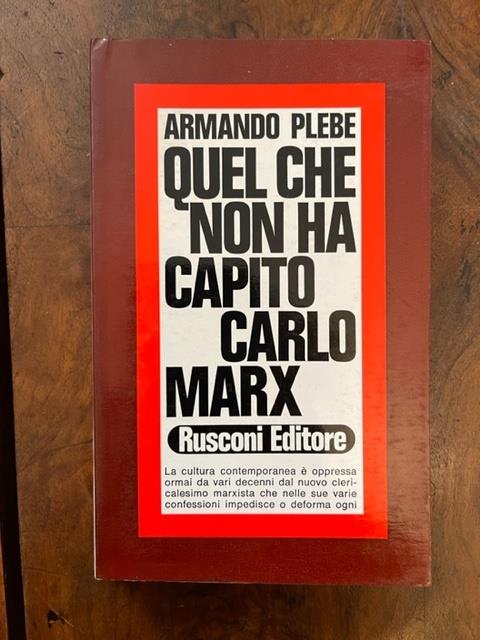 ARMANDO PLEBE
QUEL CHE
NON HA
CAPITO
CARLO
MARX
Rusconi Editore
La cultura contemporanea è oppressa
ormai da vari decenni dal nuovo cleri-
calesimo marxista che nelle sue varie
confessioni impedisce o deforma ogni